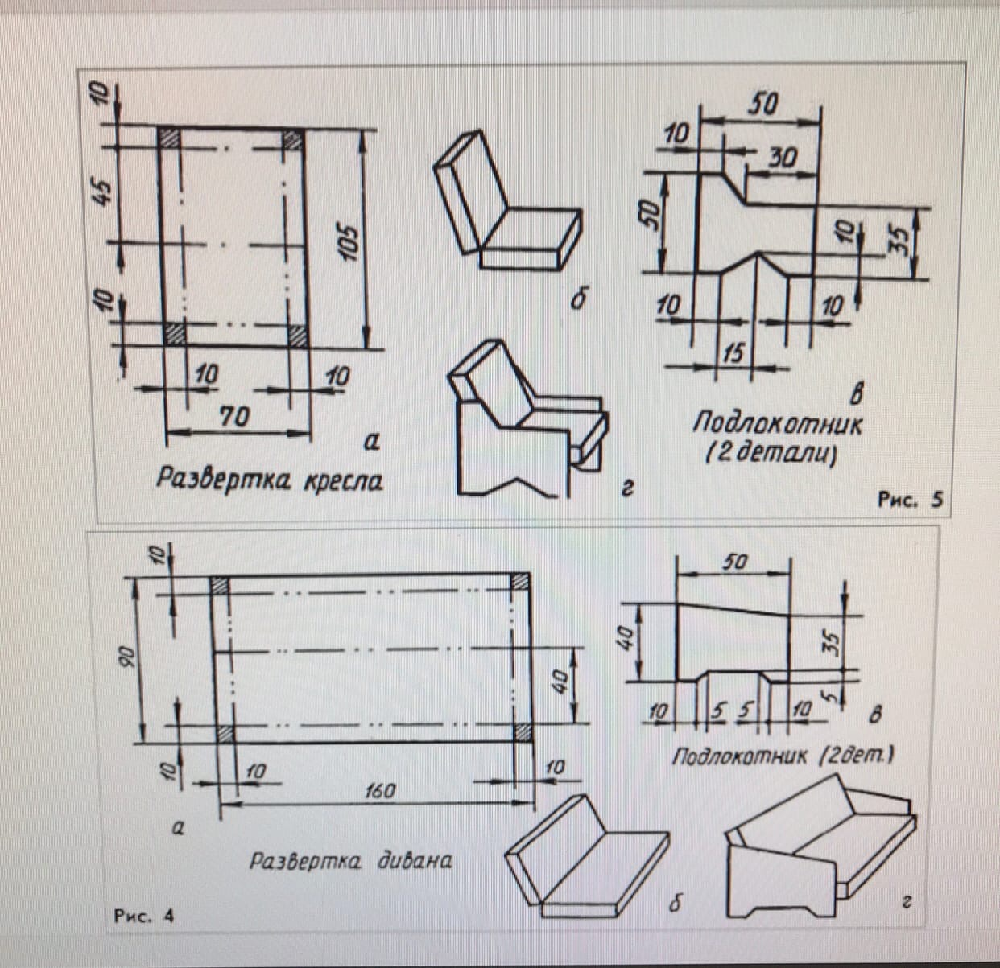 10
45
10
105
10
10
70
а
Развертка кресла
б
г
50
10
30
50
10
35
10
10
15
в
Подлокотник
(2 детали)
Рис. 5
10
90
40
10
10
10
160
а
Развертка дивана
Рис. 4
б
50
40
35
5
10
5
5
10
в
Подлокотник (2дет.)
г